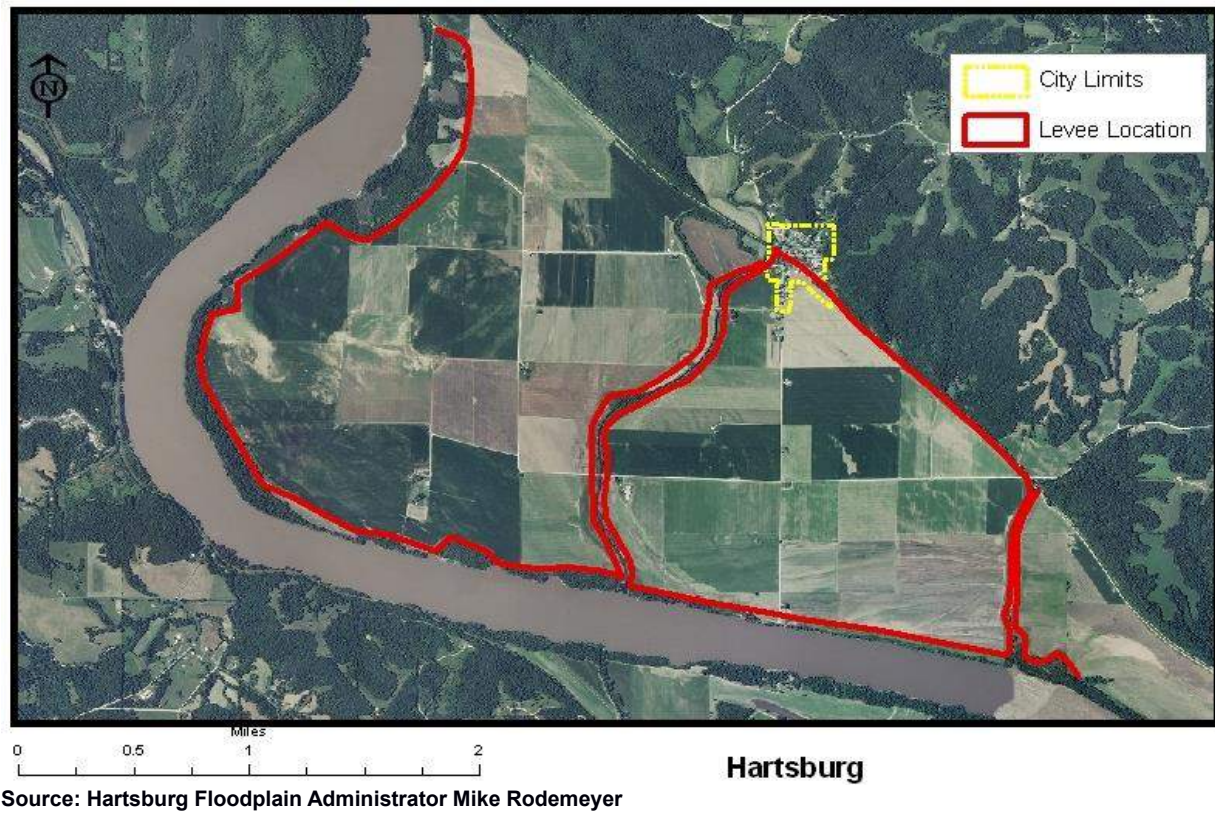 N
City Limits
Levee Location
Miles
0 0.5 1 2
Hartsburg
Source: Hartsburg Floodplain Administrator Mike Rodemeyer